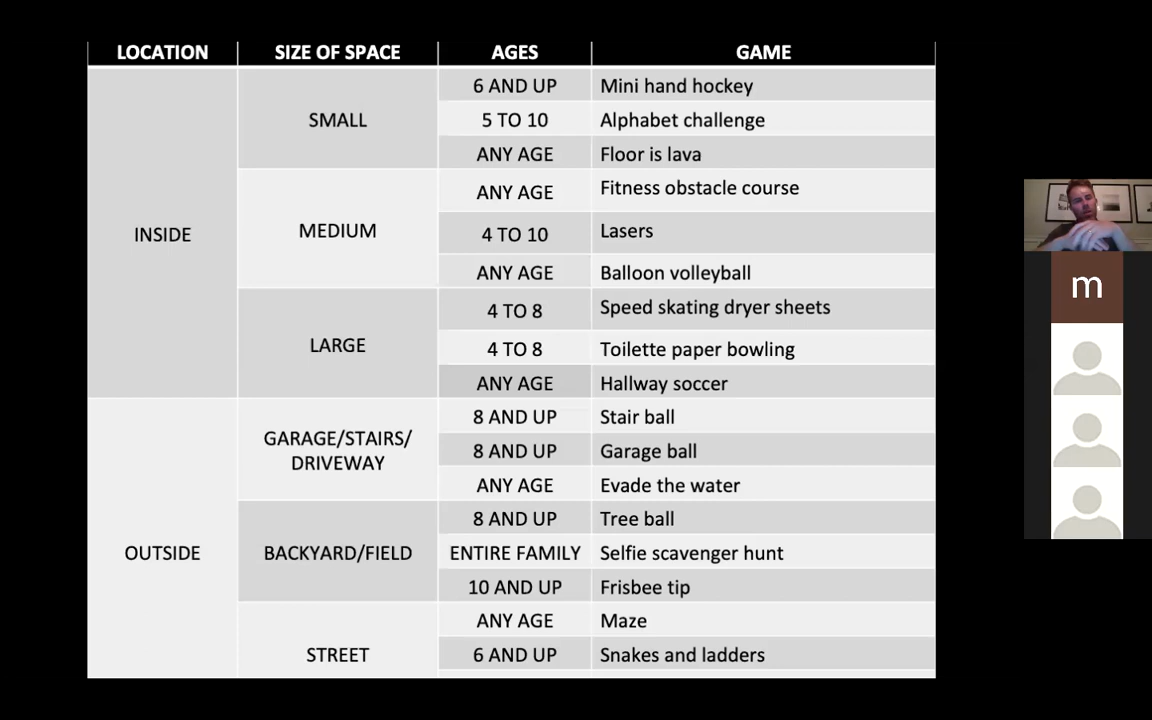 LOCATION SIZE OF SPACE AGES GAME
INSIDE
SMALL
6 AND UP Mini hand hockey
5 TO 10 Alphabet challenge
ANY AGE Floor is lava
MEDIUM
ANY AGE Fitness obstacle course
4 TO 10 Lasers
ANY AGE Balloon volleyball
LARGE
4 TO 8 Speed skating dryer sheets
4 TO 8 Toilette paper bowling
ANY AGE Hallway soccer
OUTSIDE
GARAGE/STAIRS/
DRIVEWAY
8 AND UP Stair ball
8 AND UP Garage ball
ANY AGE Evade the water
BACKYARD/FIELD
8 AND UP Tree ball
ENTIRE FAMILY Selfie scavenger hunt
10 AND UP Frisbee tip
STREET
ANY AGE Maze
6 AND UP Snakes and ladders
m